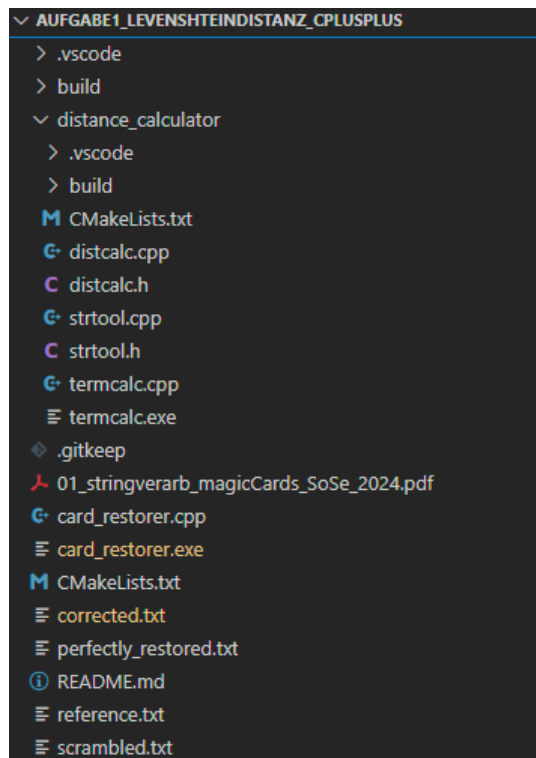 AUFGABE1_LEVENSHTEINDISTANZ_CPLUSPLUS
.vscode
build
distance_calculator
.vscode
build
CMakeLists.txt
distcalc.cpp
distcalc.h
strtool.cpp
strtool.h
termcalc.cpp
termcalc.exe
.gitkeep
01_stringverarb_magicCards_SoSe_2024.pdf
card_restorer.cpp
card_restorer.exe
CMakeLists.txt
corrected.txt
perfectly_restored.txt
README.md
reference.txt
scrambled.txt